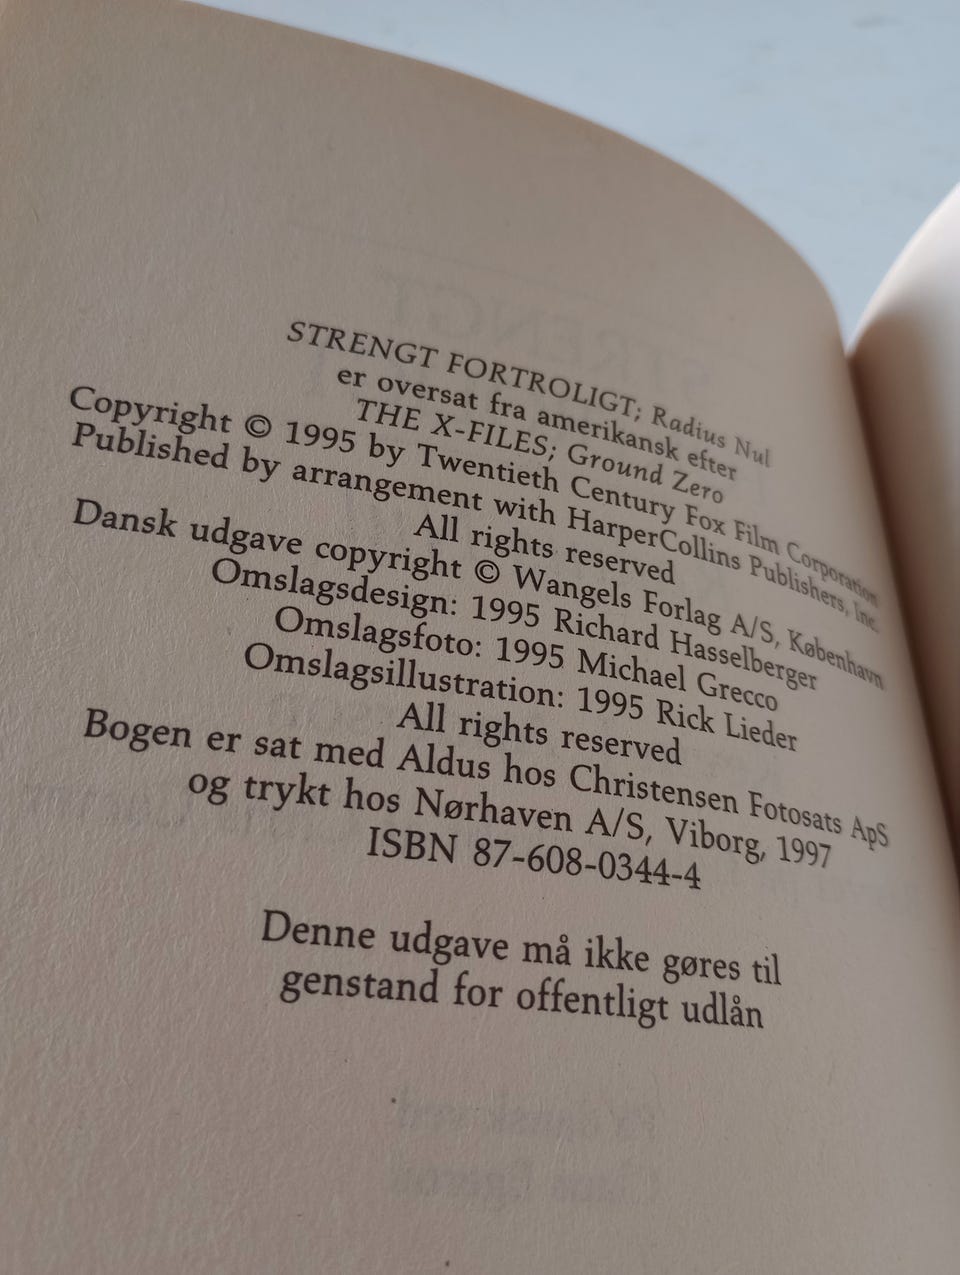 STRENGT FORTROLIGT; Radius Nul
er oversat fra amerikansk efter
THE X-FILES; Ground Zero
Copyright © 1995 by Twentieth Century Fox Film Corporation
Published by arrangement with HarperCollins Publishers, Inc.
All rights reserved
Dansk udgave copyright © Wangels Forlag A/S, København
Omslagsdesign: 1995 Richard Hasselberger
Omslagsfoto: 1995 Michael Grecco
Omslagsillustration: 1995 Rick Lieder
All rights reserved
Bogen er sat med Aldus hos Christensen Fotosats ApS
og trykt hos Nørhaven A/S, Viborg, 1997
ISBN 87-608-0344-4
Denne udgave må ikke gøres til
genstand for offentligt udlån